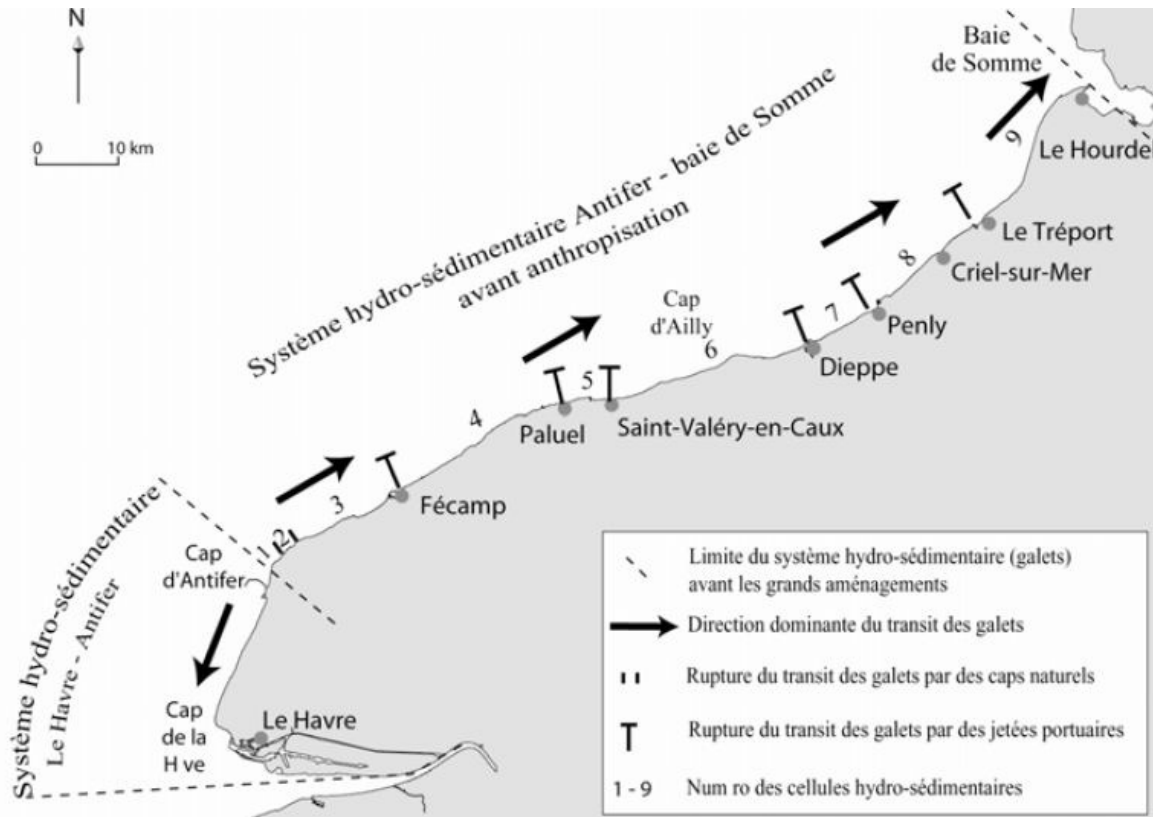 N
0 10 km
Baie
de Somme
Le Hourdel
9
Système hydro-sédimentaire Antifer - baie de Somme
avant anthropisation
Le Tréport
8
Criel-sur-Mer
Cap
d'Ailly
7
Penly
6
Dieppe
5
4
Paluel
Saint-Valéry-en-Caux
3
Fécamp
1
2
Cap
d'Antifer
Système hydro-sédimentaire
Le Havre - Antifer
Cap
de la
H ve
Le Havre
Limite du système hydro-sédimentaire (galets)
avant les grands aménagements
Direction dominante du transit des galets
Rupture du transit des galets par des caps naturels
Rupture du transit des galets par des jetées portuaires
1 - 9 Num ro des cellules hydro-sédimentaires